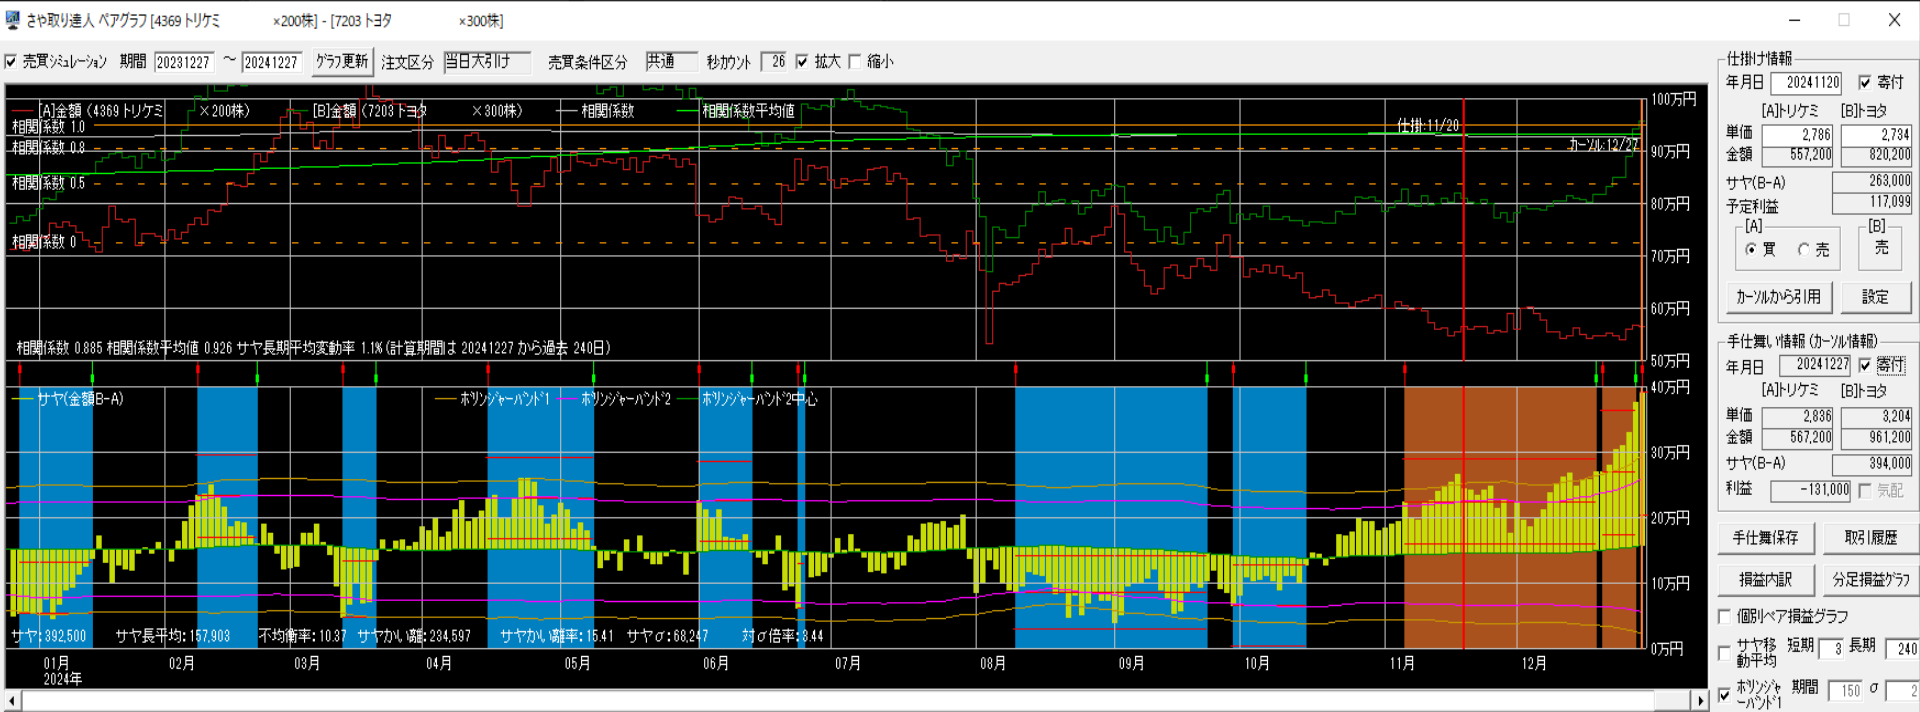 さや取り達人 ペアグラフ [4369 トリケミ ×200株] - [7203 トヨタ ×300株]
売買シミュレーション 期間 20231227 ～ 20241227 グラフ更新 注文区分 当日大引け 売買条件区分 共通 秒カウント 26 拡大 縮小
[A]金額 (4369 トリケミ ×200株) [B]金額 (7203 トヨタ ×300株) 相関係数 相関係数平均値
相関係数 1.0
相関係数 0.8
相関係数 0.5
相関係数 0
仕掛:11/20
カーソル:12/27
100万円
90万円
80万円
70万円
60万円
50万円
相関係数 0.885 相関係数平均値 0.926 サヤ長期平均変動率 1.1% (計算期間は 20241227 から過去 240日)
サヤ(金額B-A) ボリンジャーバンド1 ボリンジャーバンド2 ボリンジャーバンド2中心
40万円
30万円
20万円
10万円
0万円
サヤ:392,500 サヤ長平均:157,903 不均衡率:10.37 サヤかい離:234,597 サヤかい離率:15.41 サヤσ:68,247 対σ倍率:3.44
01月 02月 03月 04月 05月 06月 07月 08月 09月 10月 11月 12月
2024年
仕掛け情報
年月日 20241120 寄付
[A]トリケミ [B]トヨタ
単価 2,786 2,734
金額 557,200 820,200
サヤ(B-A) 263,000
予定利益 117,099
[A] [B]
買 売 売
カーソルから引用 設定
手仕舞い情報 (カーソル情報)
年月日 20241227 寄付
[A]トリケミ [B]トヨタ
単価 2,836 3,204
金額 567,200 961,200
サヤ(B-A) 394,000
利益 -131,000 気配
手仕舞保存 取引履歴
損益内訳 分足損益グラフ
個別ペア損益グラフ
サヤ移動平均 短期 3 長期 240
ボリンジャーバンド1 期間 150 σ 2